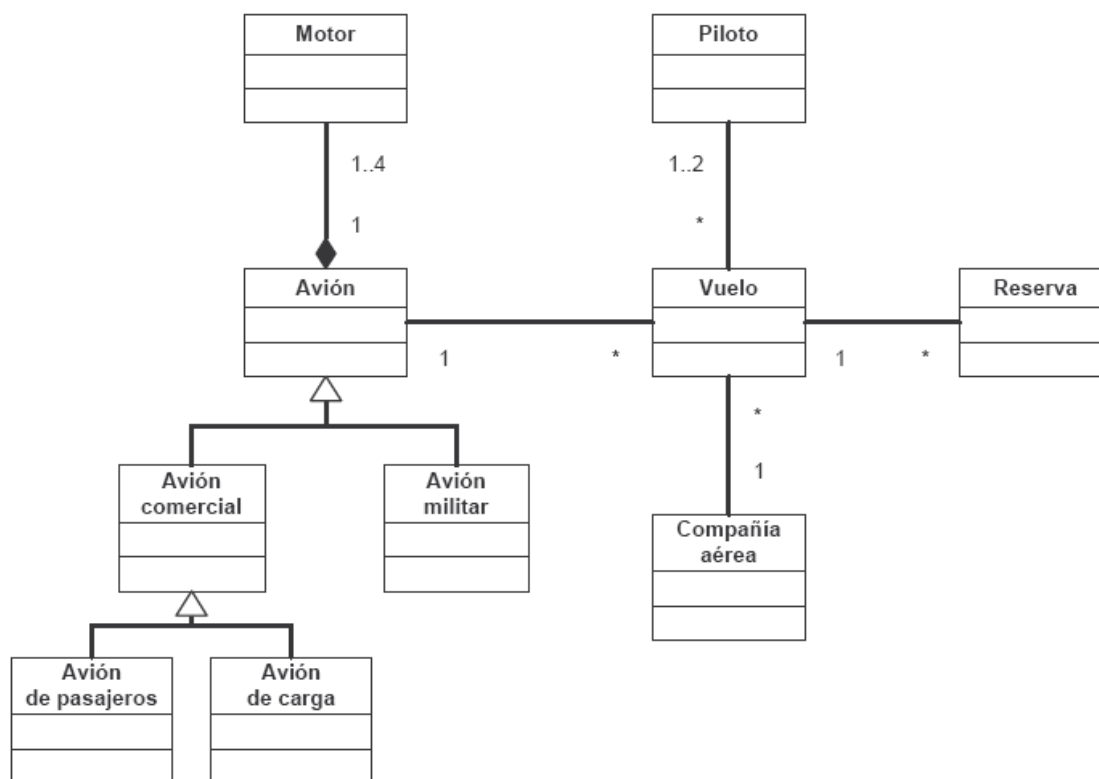 Motor
Piloto
1..4
1..2
1
*
Avión
Vuelo
Reserva
1
*
1
*
*
Avión
comercial
Avión
militar
1
Compañía
aérea
Avión
de pasajeros
Avión
de carga